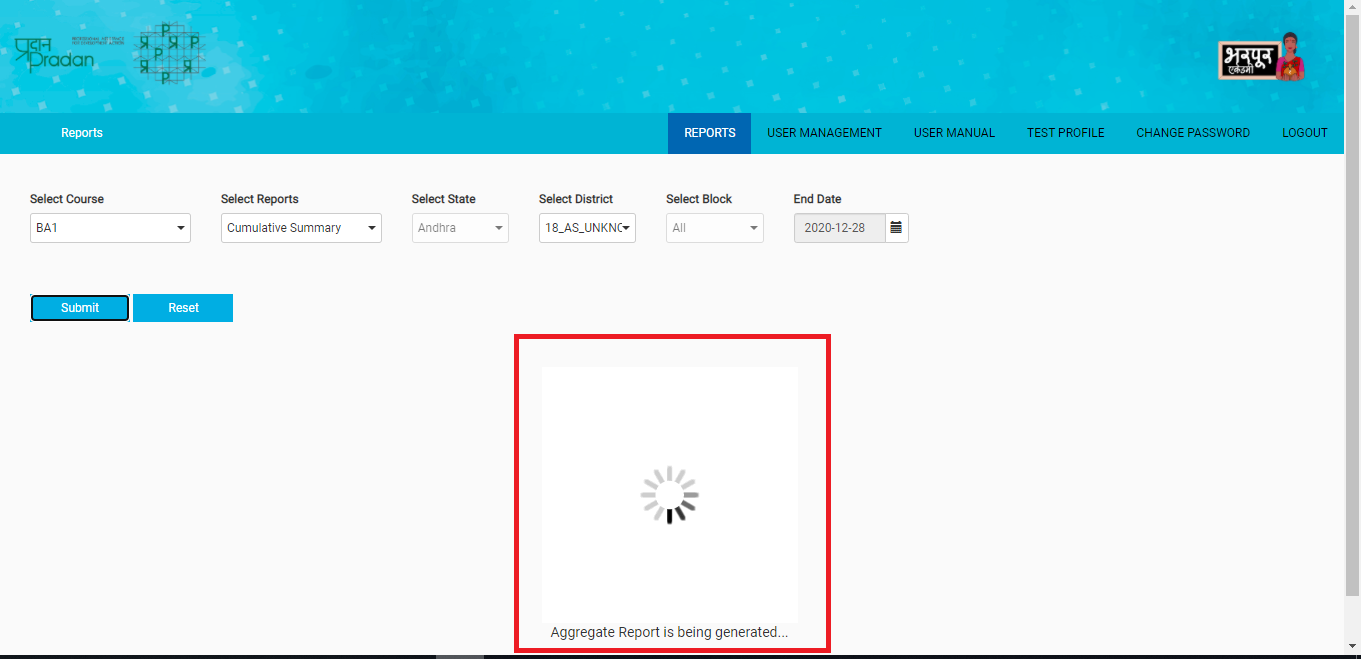 प्रदान
Pradan
भरपूर
एकेडमी
Reports
REPORTS
USER MANAGEMENT
USER MANUAL
TEST PROFILE
CHANGE PASSWORD
LOGOUT
Select Course
Select Reports
Select State
Select District
Select Block
End Date
BA1
Cumulative Summary
Andhra
18_AS_UNKNO
All
2020-12-28
Submit
Reset
Aggregate Report is being generated...